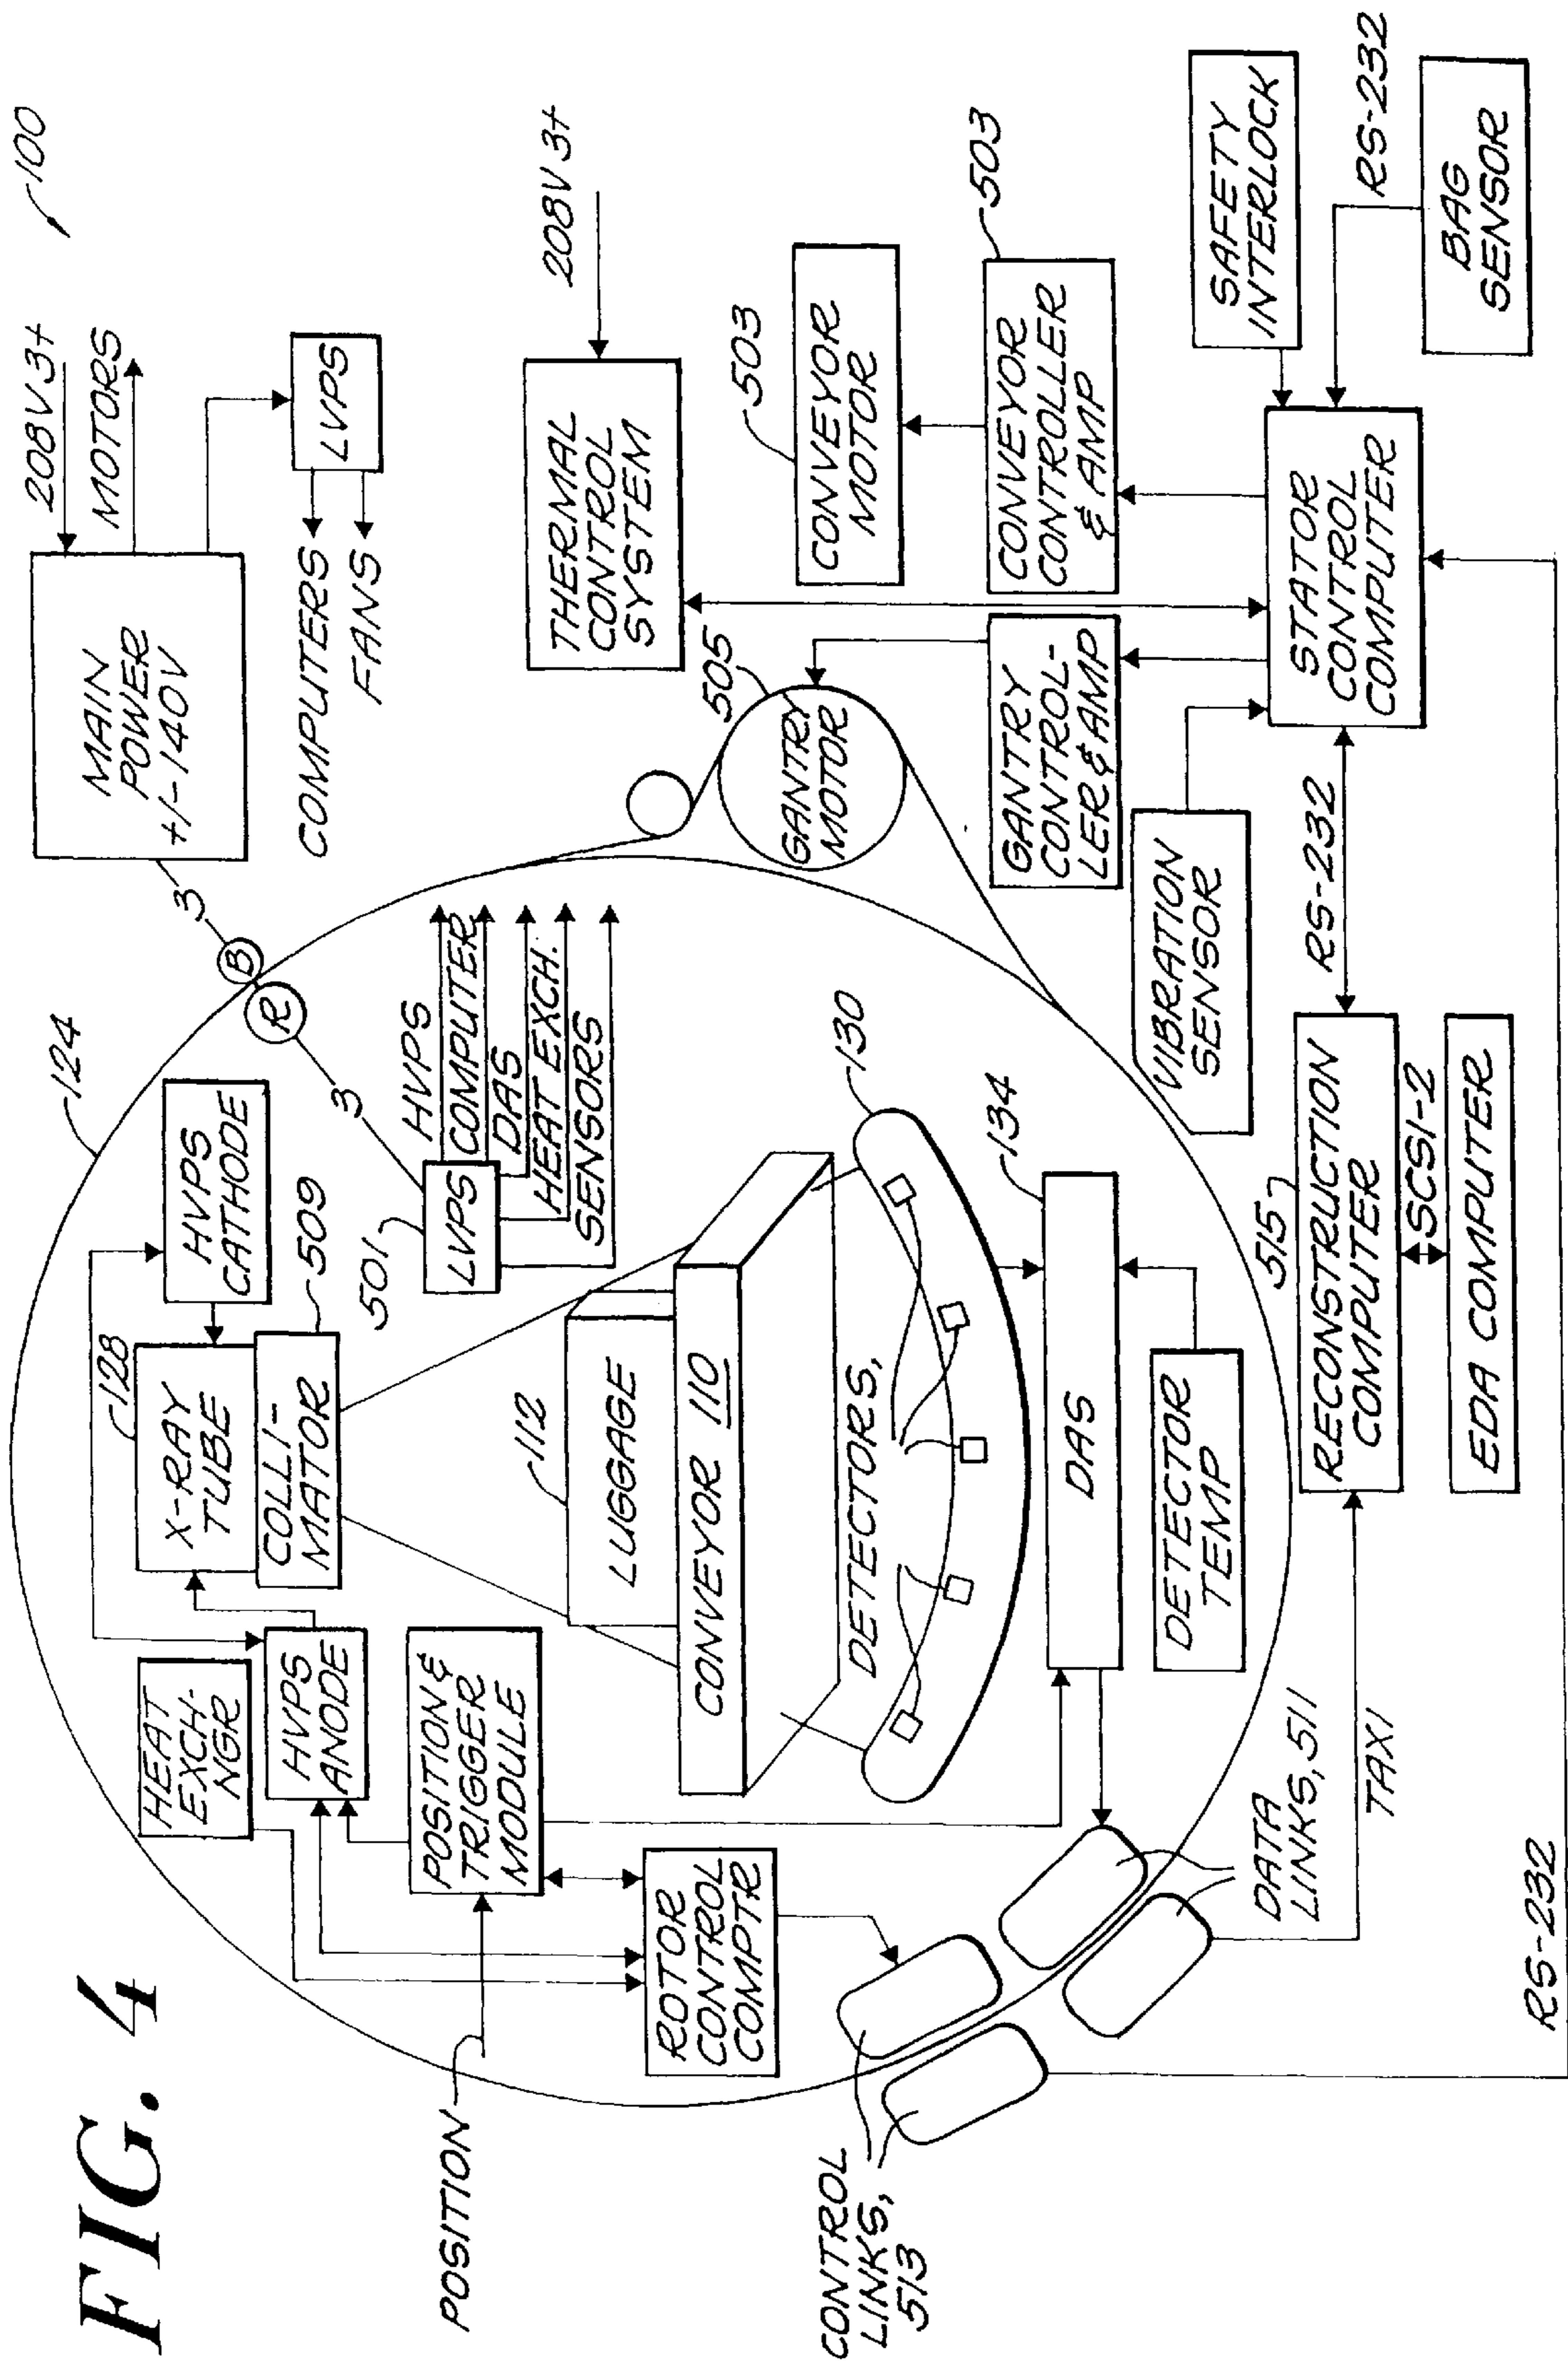 FIG. 4
100
124
208V 3+
MOTORS
MAIN
POWER
+/-140V
LVPS
COMPUTERS
FANS
3
B
R
3
HEAT
EXCH-
NGR
HVPS
ANODE
128
X-RAY
TUBE
COLLI-
MATOR
509
HVPS
CATHODE
501
LVPS
HVPS
COMPUTER
DAS
HEAT EXCH.
SENSORS
POSITION
POSITION &
TRIGGER
MODULE
112
LUGGAGE
CONVEYOR 110
DETECTORS,
130
134
DAS
DETECTOR
TEMP
ROTOR
CONTROL
COMPTR
CONTROL
LINKS,
513
DATA
LINKS, 511
TAXI
RS-232
THERMAL
CONTROL
SYSTEM
208V 3+
505
GANTRY
MOTOR
503
CONVEYOR
MOTOR
GANTRY
CONTROL-
LER & AMP
CONVEYOR
CONTROLLER
& AMP
503
VIBRATION
SENSOR
SAFETY
INTERLOCK
515
RECONSTRUCTION
COMPUTER
RS-232
STATOR
CONTROL
COMPUTER
RS-232
SCSI-2
EDA COMPUTER
BAG
SENSOR